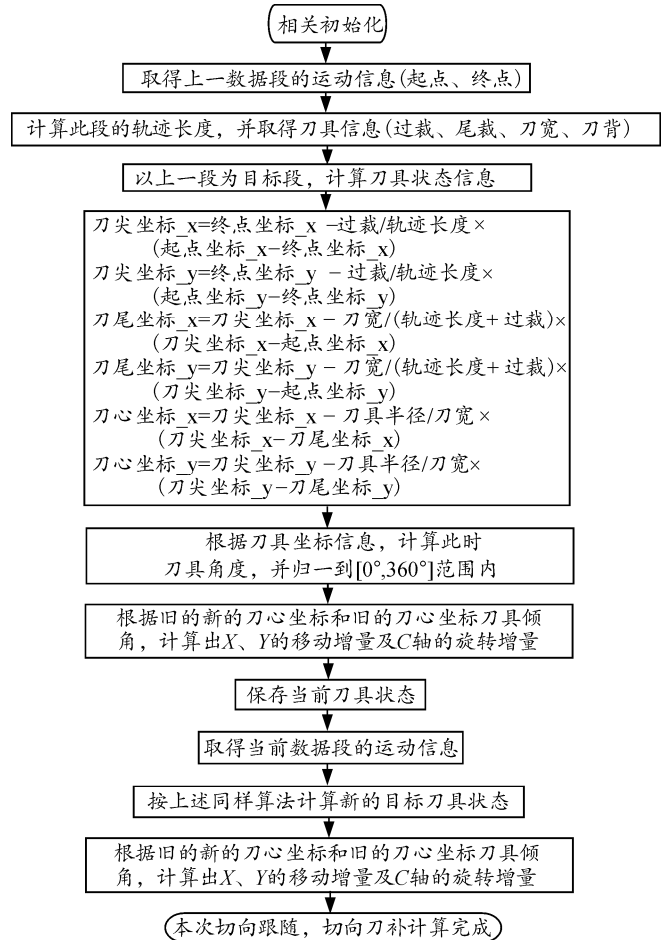 相关初始化
取得上一数据段的运动信息(起点、终点)
计算此段的轨迹长度，并取得刀具信息(过裁、尾裁、刀宽、刀背)
以上一段为目标段，计算刀具状态信息
刀尖坐标_x=终点坐标_x－过裁/轨迹长度×
(起点坐标_x－终点坐标_x)
刀尖坐标_y=终点坐标_y－过裁/轨迹长度×
(起点坐标_y－终点坐标_y)
刀尾坐标_x=刀尖坐标_x－刀宽/(轨迹长度+过裁)×
(刀尖坐标_x－起点坐标_x)
刀尾坐标_y=刀尖坐标_y－刀宽/(轨迹长度+过裁)×
(刀尖坐标_y－起点坐标_y)
刀心坐标_x=刀尖坐标_x－刀具半径/刀宽×
(刀尖坐标_x－刀尾坐标_x)
刀心坐标_y=刀尖坐标_y－刀具半径/刀宽×
(刀尖坐标_y－刀尾坐标_y)
根据刀具坐标信息，计算此时
刀具角度，并归一到[0°,360°]范围内
根据旧的新的刀心坐标和旧的刀心坐标刀具倾
角，计算出X、Y的移动增量及C轴的旋转增量
保存当前刀具状态
取得当前数据段的运动信息
按上述同样算法计算新的目标刀具状态
根据旧的新的刀心坐标和旧的刀心坐标刀具倾
角，计算出X、Y的移动增量及C轴的旋转增量
本次切向跟随，切向刀补计算完成